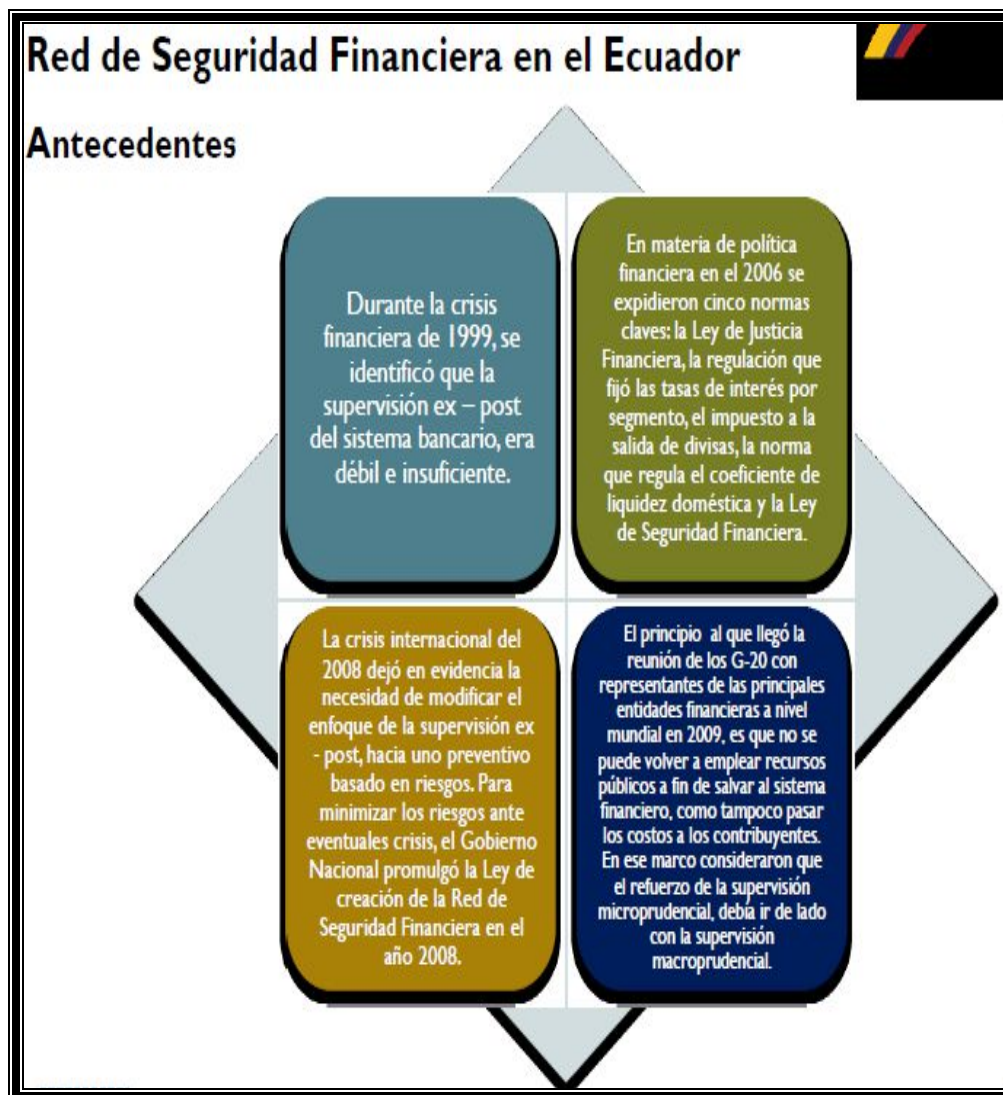 Red de Seguridad Financiera en el Ecuador
Antecedentes
Durante la crisis
financiera de 1999, se
identificó que la
supervisión ex – post
del sistema bancario, era
débil e insuficiente.
En materia de política
financiera en el 2006 se
expidieron cinco normas
claves: la Ley de Justicia
Financiera, la regulación que
fijó las tasas de interés por
segmento, el impuesto a la
salida de divisas, la norma
que regula el coeficiente de
liquidez doméstica y la Ley
de Seguridad Financiera.
La crisis internacional del
2008 dejó en evidencia la
necesidad de modificar el
enfoque de la supervisión ex
- post, hacia uno preventivo
basado en riesgos. Para
minimizar los riesgos ante
eventuales crisis, el Gobierno
Nacional promulgó la Ley de
creación de la Red de
Seguridad Financiera en el
año 2008.
El principio al que llegó la
reunión de los G-20 con
representantes de las principales
entidades financieras a nivel
mundial en 2009, es que no se
puede volver a emplear recursos
públicos a fin de salvar al sistema
financiero, como tampoco pasar
los costos a los contribuyentes.
En ese marco consideraron que
el refuerzo de la supervisión
microprudencial, debía ir de lado
con la supervisión
macroprudencial.